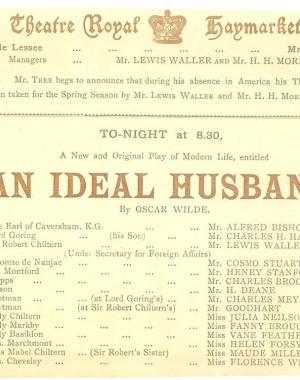 Theatre Royal Haymarket
le Lessee ... ... ... ... Mr.
Managers ... Mr. LEWIS WALLER and Mr. H. H. MORE
Mr. TREE begs to announce that during his absence in America his Th
en taken for the Spring Season by Mr. LEWIS WALLER and Mr. H. H. MOR
TO-NIGHT at 8.30,
A New and Original Play of Modern Life, entitled
AN IDEAL HUSBAN
By OSCAR WILDE.
e Earl of Caversham, K.G. ... ... ... Mr. ALFRED BISHO
rd Goring ... (his Son) ... ... Mr. CHARLES H. HA
Robert Chiltern ... ... ... ... Mr. LEWIS WALLE
(Under Secretary for Foreign Affairs)
omte de Nanjac ... ... ... ... Mr. COSMO STUAR
Montford ... ... ... ... Mr. HENRY STANFO
pps ... ... ... ... Mr. CHARLES BROO
son ... ... ... ... Mr. H. DEANE
tman ... (at Lord Goring's) ... ... Mr. CHARLES MEY
tman ... (at Sir Robert Chiltern's) ... Mr. GOODHART
dy Chiltern ... ... ... ... Miss JULIA NEILSO
dy Markby ... ... ... ... Miss FANNY BROUG
y Basildon ... ... ... ... Miss VANE FEATHE
s. Marchmont ... ... ... ... Miss HELEN FORSY
ss Mabel Chiltern ... (Sir Robert's Sister) ... Miss MAUDE MILLE
s. Cheveley ... ... ... ... Miss FLORENCE W